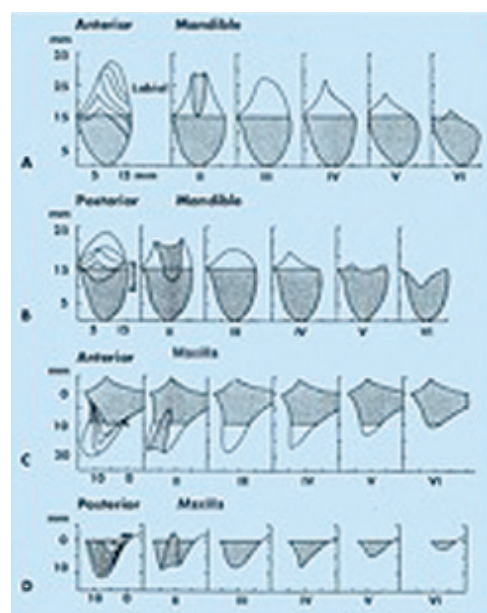 Anterior Mandible
mm
25
Labial
15
5
A
5 15 mm II III IV V VI
Posterior Mandible
mm
25
15
5
B
5 15 II III IV V VI
Anterior Maxilla
mm
0
10
20
C
10 0 II III IV V VI
Posterior Maxilla
mm
0
10
D
10 0 II III IV V VI